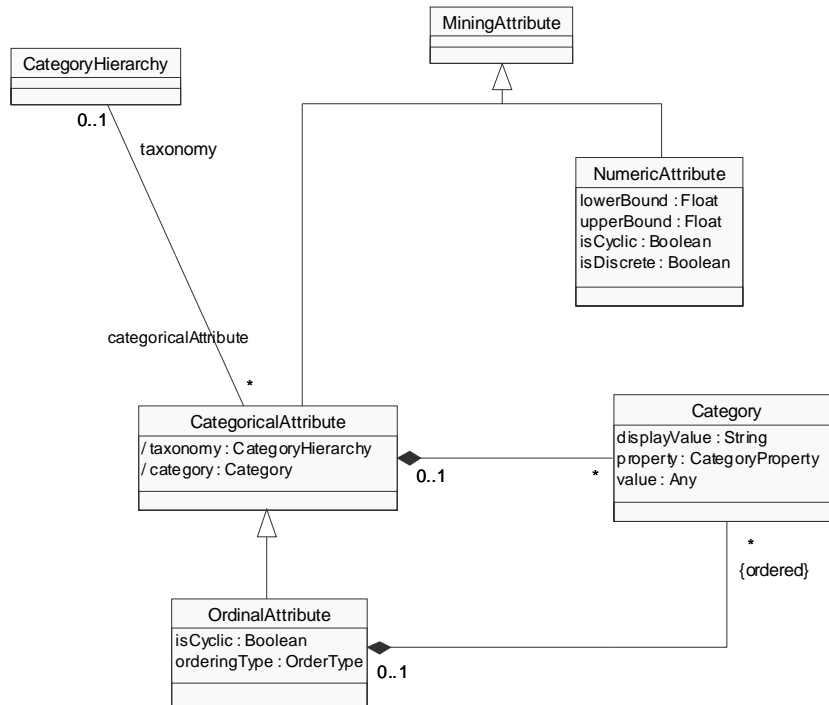 MiningAttribute
CategoryHierarchy
0..1
taxonomy
NumericAttribute
lowerBound : Float
upperBound : Float
isCyclic : Boolean
isDiscrete : Boolean
categoricalAttribute
*
CategoricalAttribute
/ taxonomy : CategoryHierarchy
/ category : Category
0..1
*
Category
displayValue : String
property : CategoryProperty
value : Any
*
{ordered}
OrdinalAttribute
isCyclic : Boolean
orderingType : OrderType
0..1